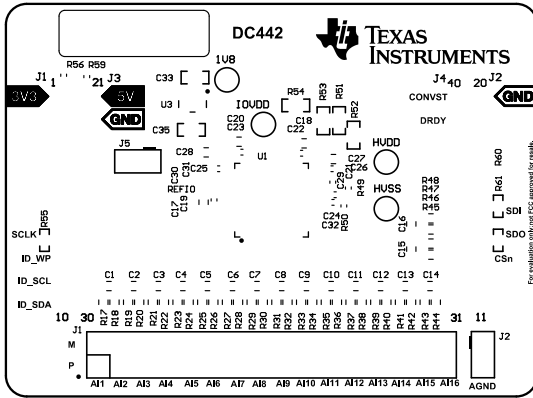 DC442
TEXAS INSTRUMENTS
J1
R56
R59
1
21
J3
3V3
5V
GND
C33
1V8
U3
C35
J5
IOVDD
R54
R53
R51
R52
C20
C23
C18
C22
U1
C28
C31
C30
C25
REFIO
C17
C19
C27
C26
C21
C29
R49
C24
C32
R50
HVDD
HVSS
J4
40
20
J2
GND
CONVST
DRDY
R60
R61
R48
R47
R46
R45
C16
C15
SDI
SDO
CSn
For evaluation only; not FCC approved for resale.
R55
SCLK
ID_WP
ID_SCL
C1 C2 C3 C4 C5 C6 C7 C8 C9 C10 C11 C12 C13 C14
ID_SDA
R17 R18 R19 R20 R21 R22 R23 R24 R25 R26 R27 R28 R29 R30 R31 R32 R33 R34 R35 R36 R37 R38 R39 R40 R41 R42 R43 R44
10
30
31
11
J1
M
P
J2
AI1 AI2 AI3 AI4 AI5 AI6 AI7 AI8 AI9 AI10 AI11 AI12 AI13 AI14 AI15 AI16
AGND